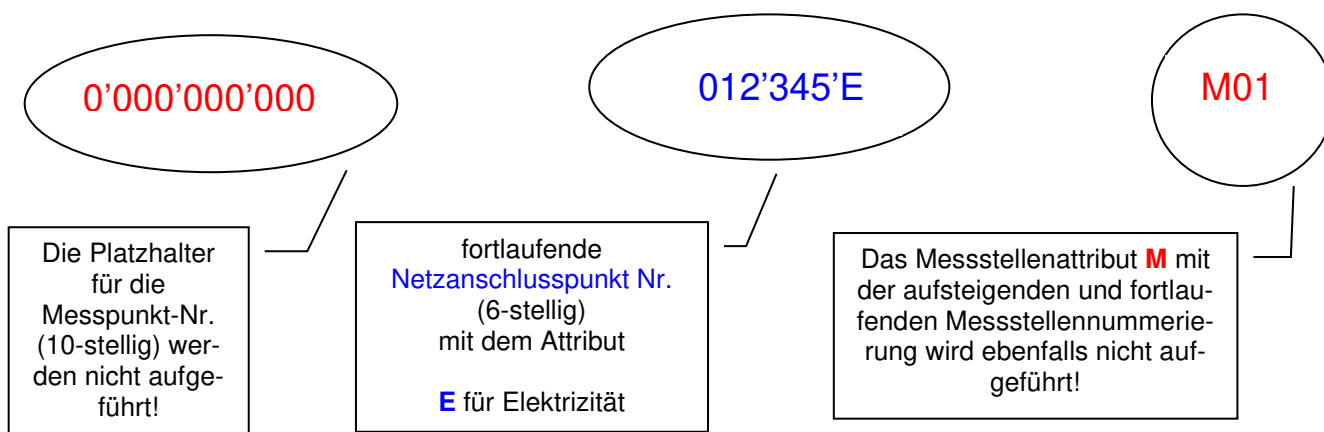 0’000’000’000
012’345’E
M01
Die Platzhalter
für die
Messpunkt-Nr.
(10-stellig) wer-
den nicht aufge-
führt!
fortlaufende
Netzanschlusspunkt Nr.
(6-stellig)
mit dem Attribut
E für Elektrizität
Das Messstellenattribut M mit
der aufsteigenden und fortlau-
fenden Messstellennummerie-
rung wird ebenfalls nicht auf-
geführt!